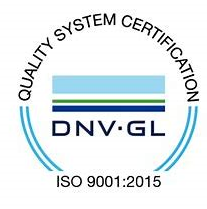 QUALITY SYSTEM CERTIFICATION
DNV·GL
ISO 9001:2015